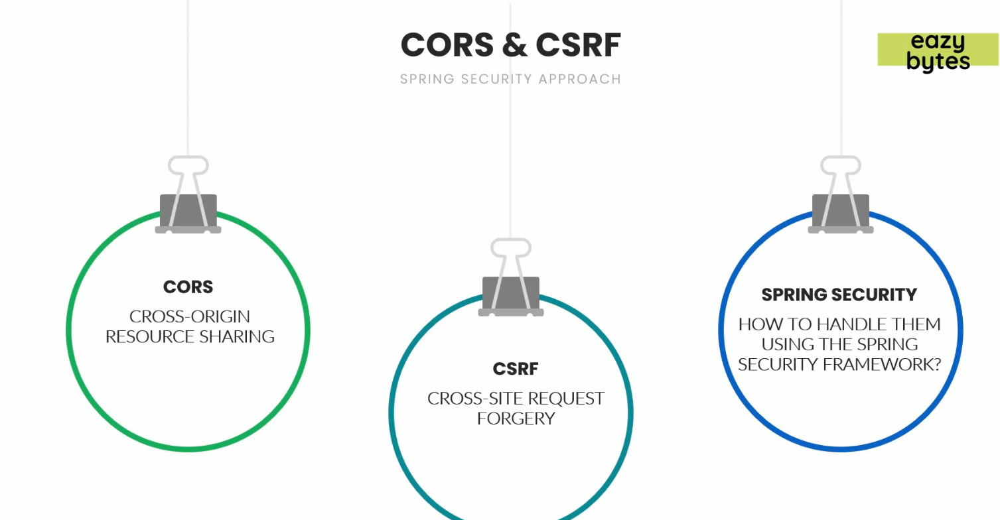 CORS & CSRF
SPRING SECURITY APPROACH
eazy
bytes
CORS
CROSS-ORIGIN
RESOURCE SHARING
CSRF
CROSS-SITE REQUEST
FORGERY
SPRING SECURITY
HOW TO HANDLE THEM
USING THE SPRING
SECURITY FRAMEWORK?